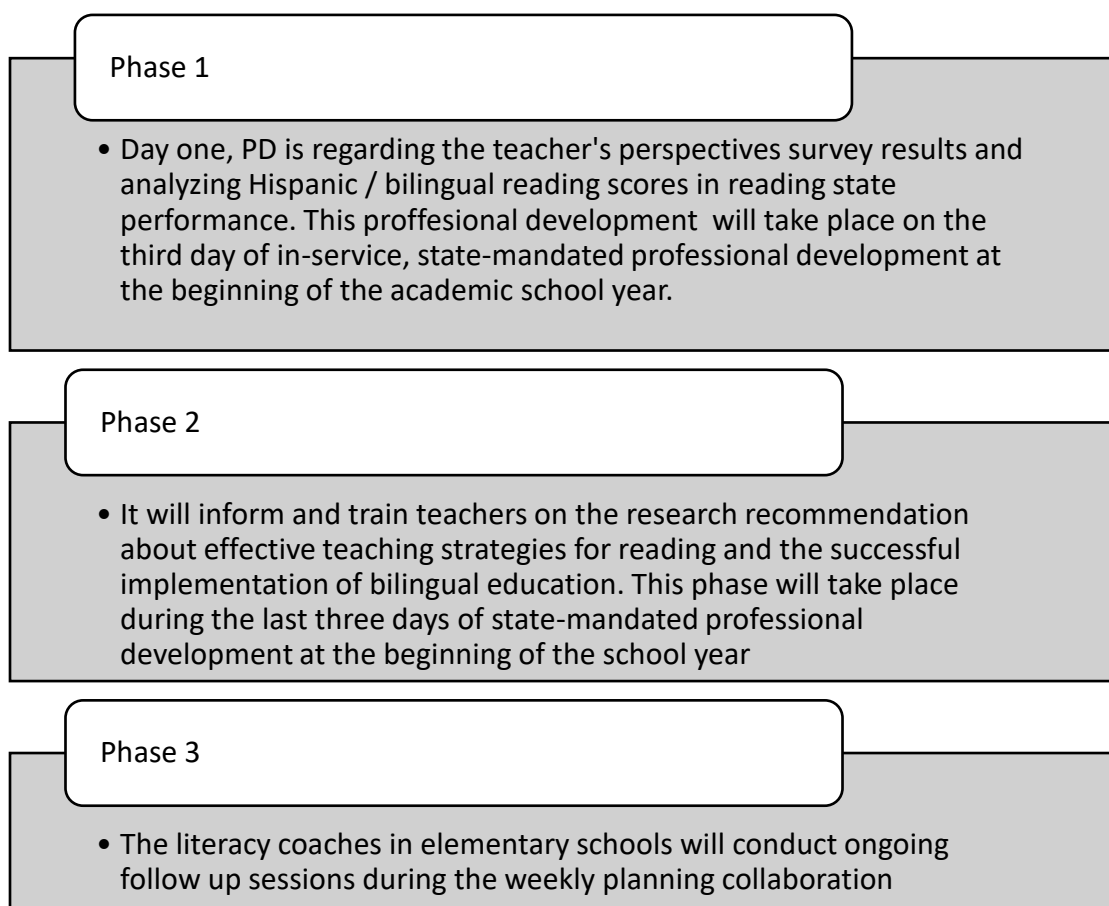 Phase 1
• Day one, PD is regarding the teacher's perspectives survey results and
analyzing Hispanic / bilingual reading scores in reading state
performance. This proffesional development will take place on the
third day of in-service, state-mandated professional development at
the beginning of the academic school year.
Phase 2
• It will inform and train teachers on the research recommendation
about effective teaching strategies for reading and the successful
implementation of bilingual education. This phase will take place
during the last three days of state-mandated professional
development at the beginning of the school year
Phase 3
• The literacy coaches in elementary schools will conduct ongoing
follow up sessions during the weekly planning collaboration